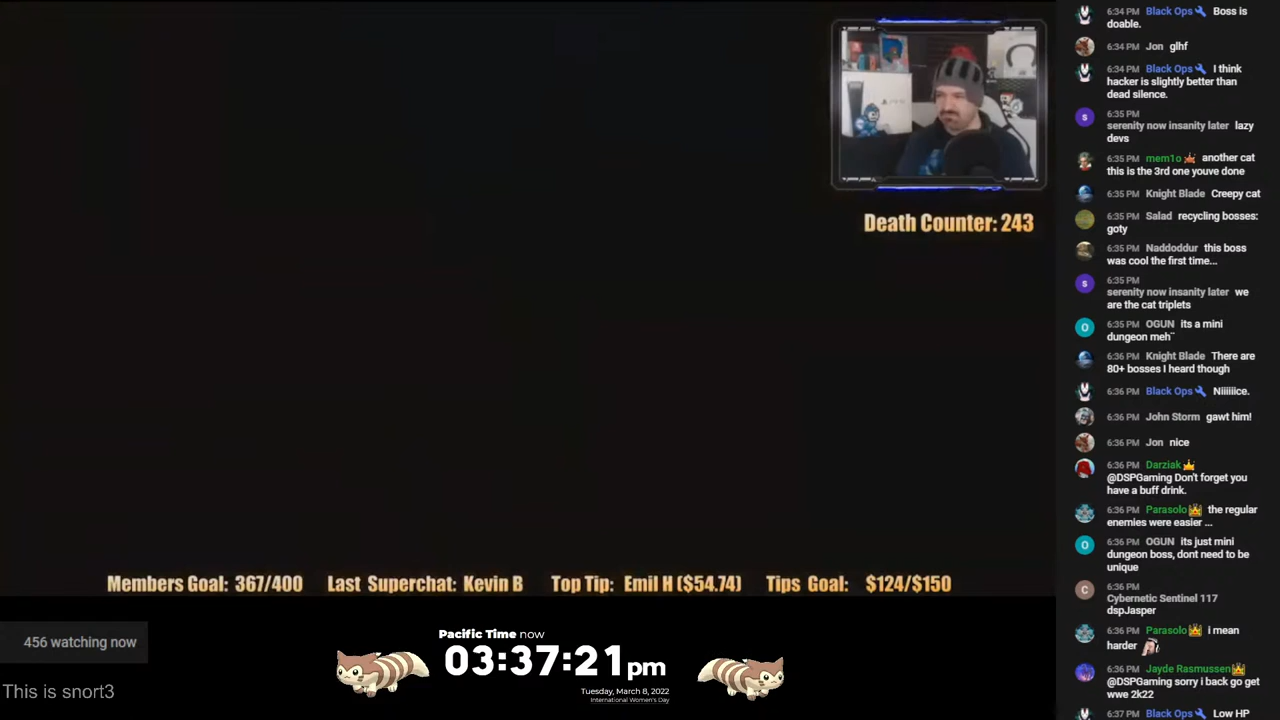 Death Counter: 243
Members Goal: 367/400 Last Superchat: Kevin B Top Tip: Emil H ($54.74) Tips Goal: $124/$150
456 watching now
This is snort3
Pacific Time now
03:37:21pm
Tuesday, March 8, 2022
International Women's Day
6:34 PM Black Ops Boss is
doable.
6:34 PM Jon glhf
6:34 PM Black Ops I think
hacker is slightly better than
dead silence.
S
6:35 PM
serenity now insanity later lazy
devs
6:35 PM mem1o another cat
this is the 3rd one youve done
6:35 PM Knight Blade Creepy cat
6:35 PM Salad recycling bosses:
goty
6:35 PM Naddoddur this boss
was cool the first time...
S
6:35 PM
serenity now insanity later we
are the cat triplets
O
6:35 PM OGUN its a mini
dungeon meh¨
6:36 PM Knight Blade There are
80+ bosses I heard though
6:36 PM Black Ops Niiiiiice.
6:36 PM John Storm gawt him!
6:36 PM Jon nice
6:36 PM Darziak
@DSPGaming Don't forget you
have a buff drink.
6:36 PM Parasolo the regular
enemies were easier ...
O
6:36 PM OGUN its just mini
dungeon boss, dont need to be
unique
C
6:36 PM
Cybernetic Sentinel 117
dspJasper
6:36 PM Parasolo i mean
harder
6:36 PM Jayde Rasmussen
@DSPGaming sorry i back go get
wwe 2k22
6:37 PM Black Ops Low HP